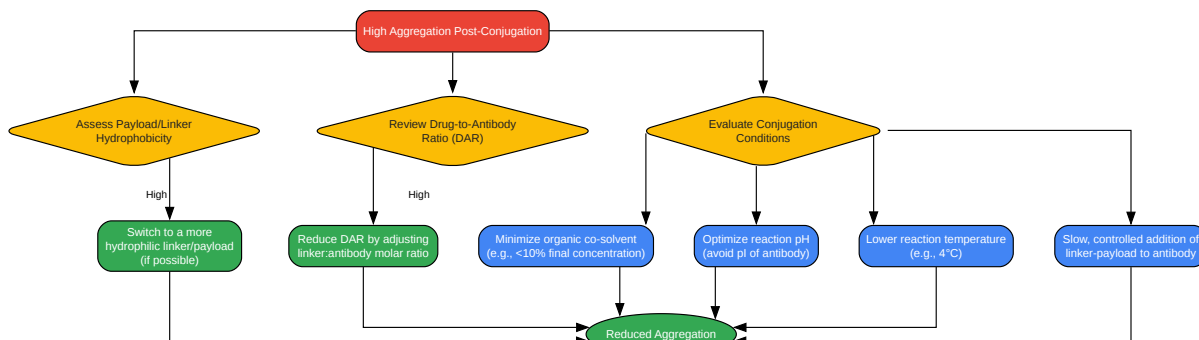 High Aggregation Post-Conjugation
Assess Payload/Linker
Hydrophobicity
Review Drug-to-Antibody
Ratio (DAR)
Evaluate Conjugation
Conditions
High
High
Switch to a more
hydrophilic linker/payload
(if possible)
Reduce DAR by adjusting
linker:antibody molar ratio
Minimize organic co-solvent
(e.g., <10% final concentration)
Optimize reaction pH
(avoid pI of antibody)
Lower reaction temperature
(e.g., 4°C)
Slow, controlled addition of
linker-payload to antibody
Reduced Aggregation